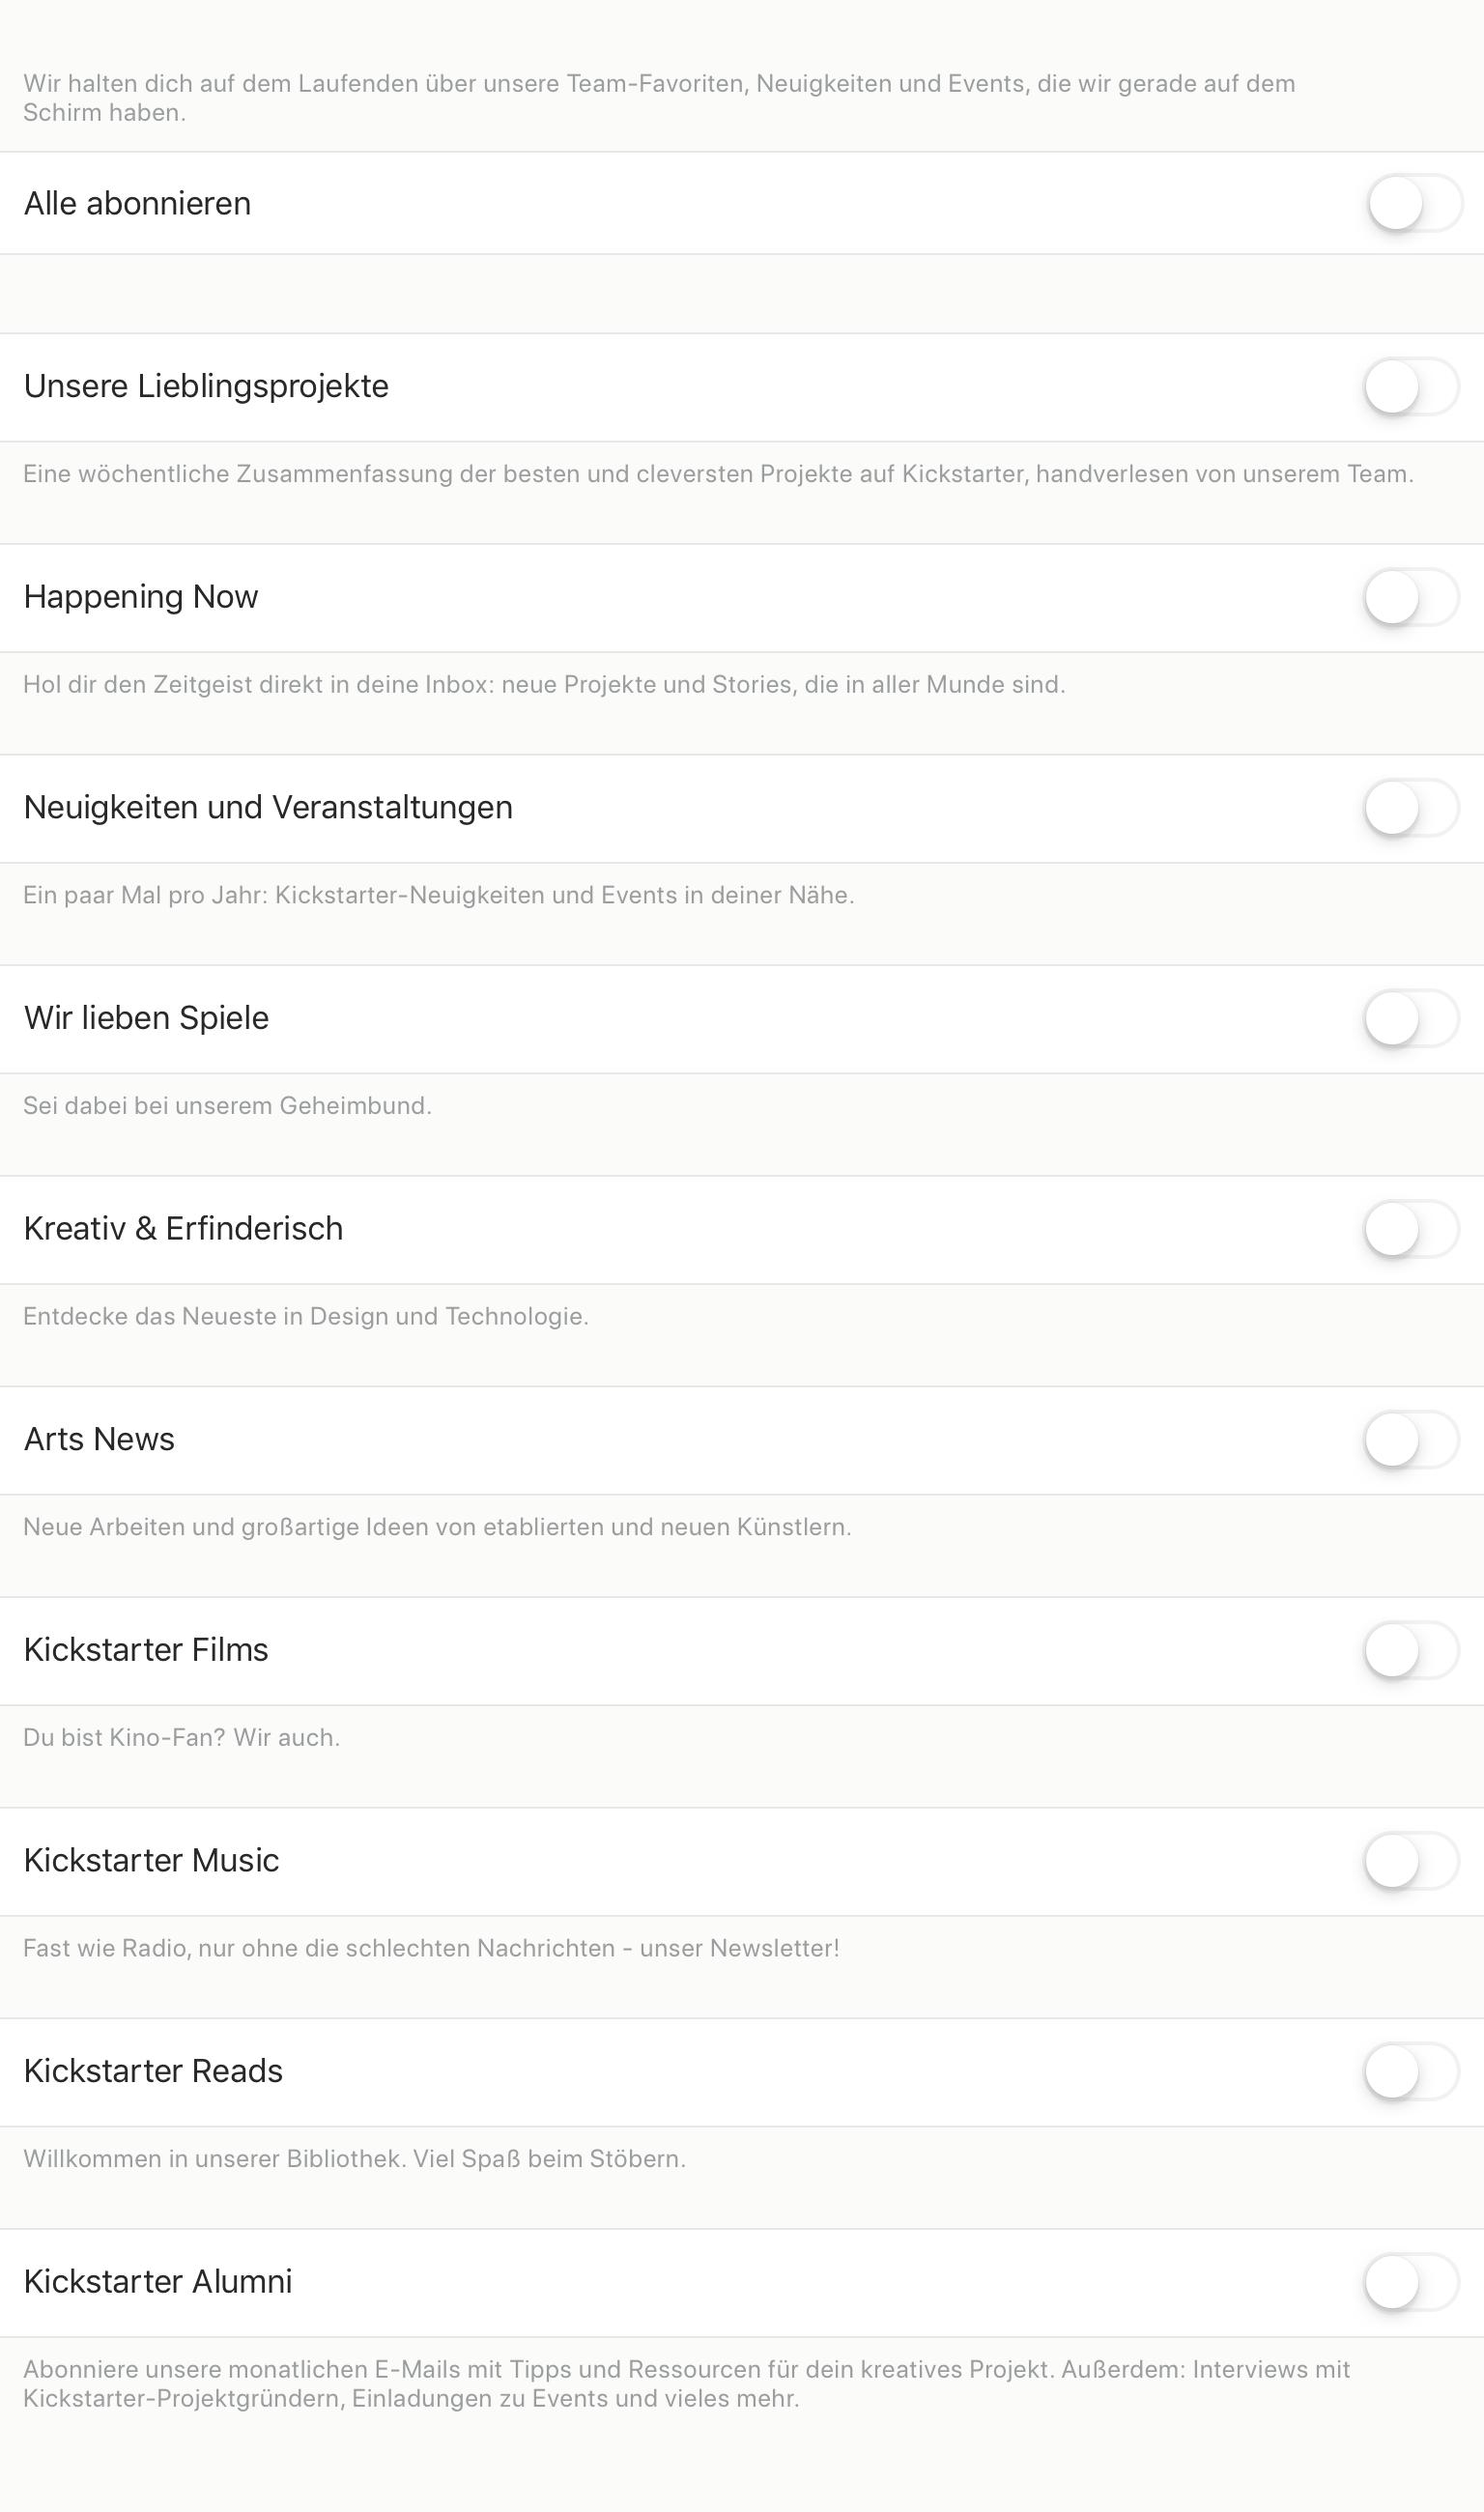 Wir halten dich auf dem Laufenden über unsere Team-Favoriten, Neuigkeiten und Events, die wir gerade auf dem
Schirm haben.
Alle abonnieren
Unsere Lieblingsprojekte
Eine wöchentliche Zusammenfassung der besten und cleversten Projekte auf Kickstarter, handverlesen von unserem Team.
Happening Now
Hol dir den Zeitgeist direkt in deine Inbox: neue Projekte und Stories, die in aller Munde sind.
Neuigkeiten und Veranstaltungen
Ein paar Mal pro Jahr: Kickstarter-Neuigkeiten und Events in deiner Nähe.
Wir lieben Spiele
Sei dabei bei unserem Geheimbund.
Kreativ & Erfinderisch
Entdecke das Neueste in Design und Technologie.
Arts News
Neue Arbeiten und großartige Ideen von etablierten und neuen Künstlern.
Kickstarter Films
Du bist Kino-Fan? Wir auch.
Kickstarter Music
Fast wie Radio, nur ohne die schlechten Nachrichten - unser Newsletter!
Kickstarter Reads
Willkommen in unserer Bibliothek. Viel Spaß beim Stöbern.
Kickstarter Alumni
Abonniere unsere monatlichen E-Mails mit Tipps und Ressourcen für dein kreatives Projekt. Außerdem: Interviews mit
Kickstarter-Projektgründern, Einladungen zu Events und vieles mehr.